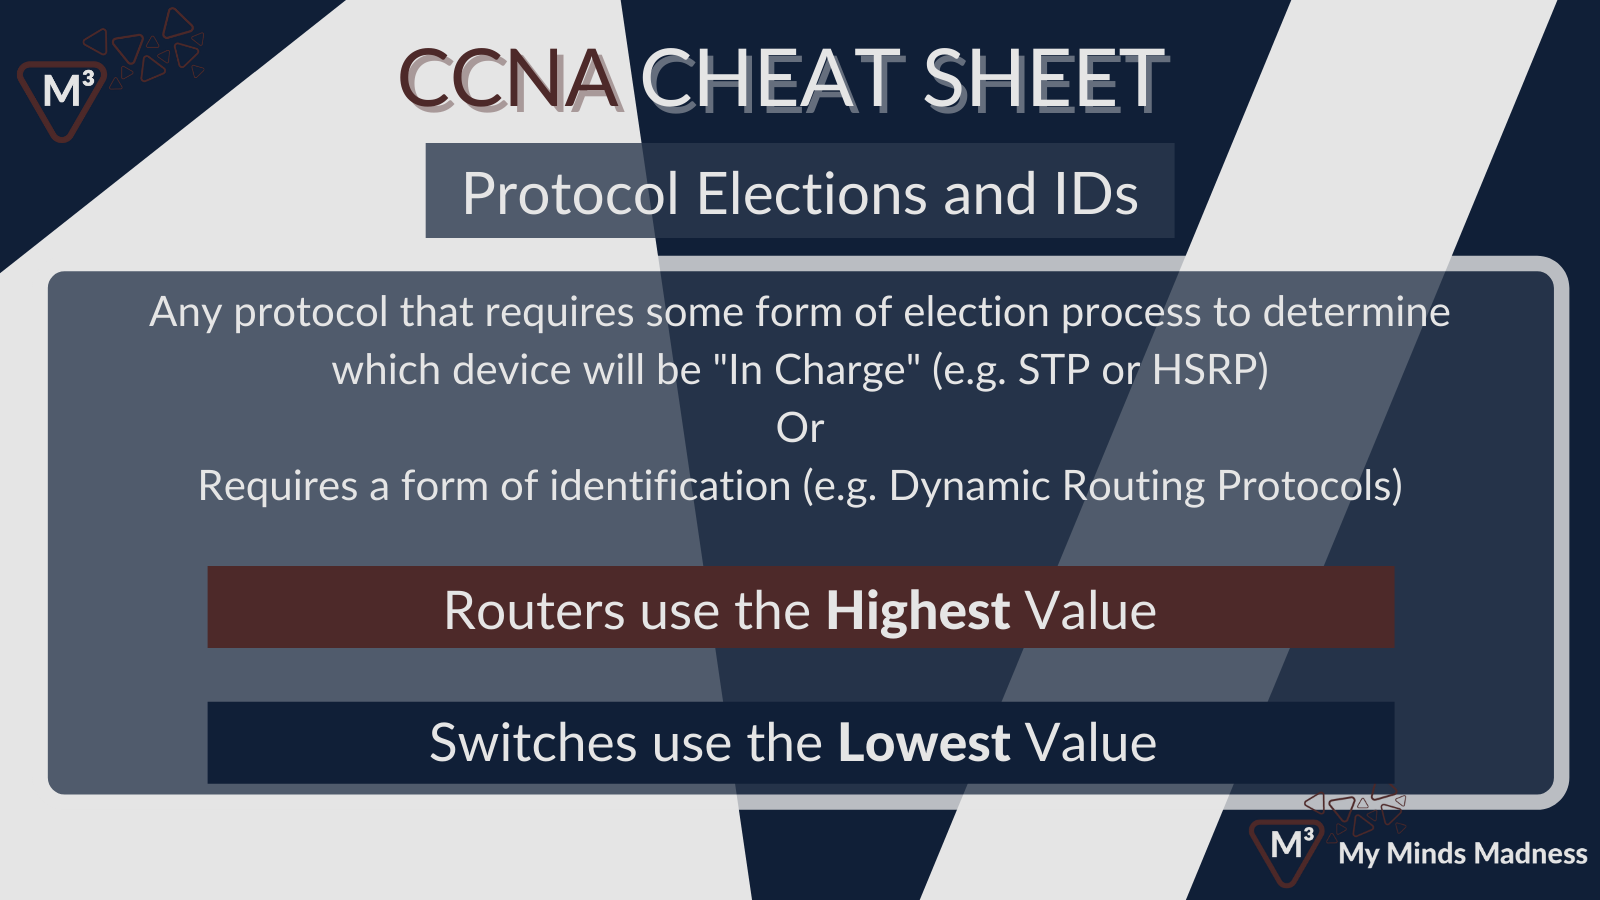 M³
CCNA CHEAT SHEET
Protocol Elections and IDs
Any protocol that requires some form of election process to determine
which device will be "In Charge" (e.g. STP or HSRP)
Or
Requires a form of identification (e.g. Dynamic Routing Protocols)
Routers use the Highest Value
Switches use the Lowest Value
M³ My Minds Madness